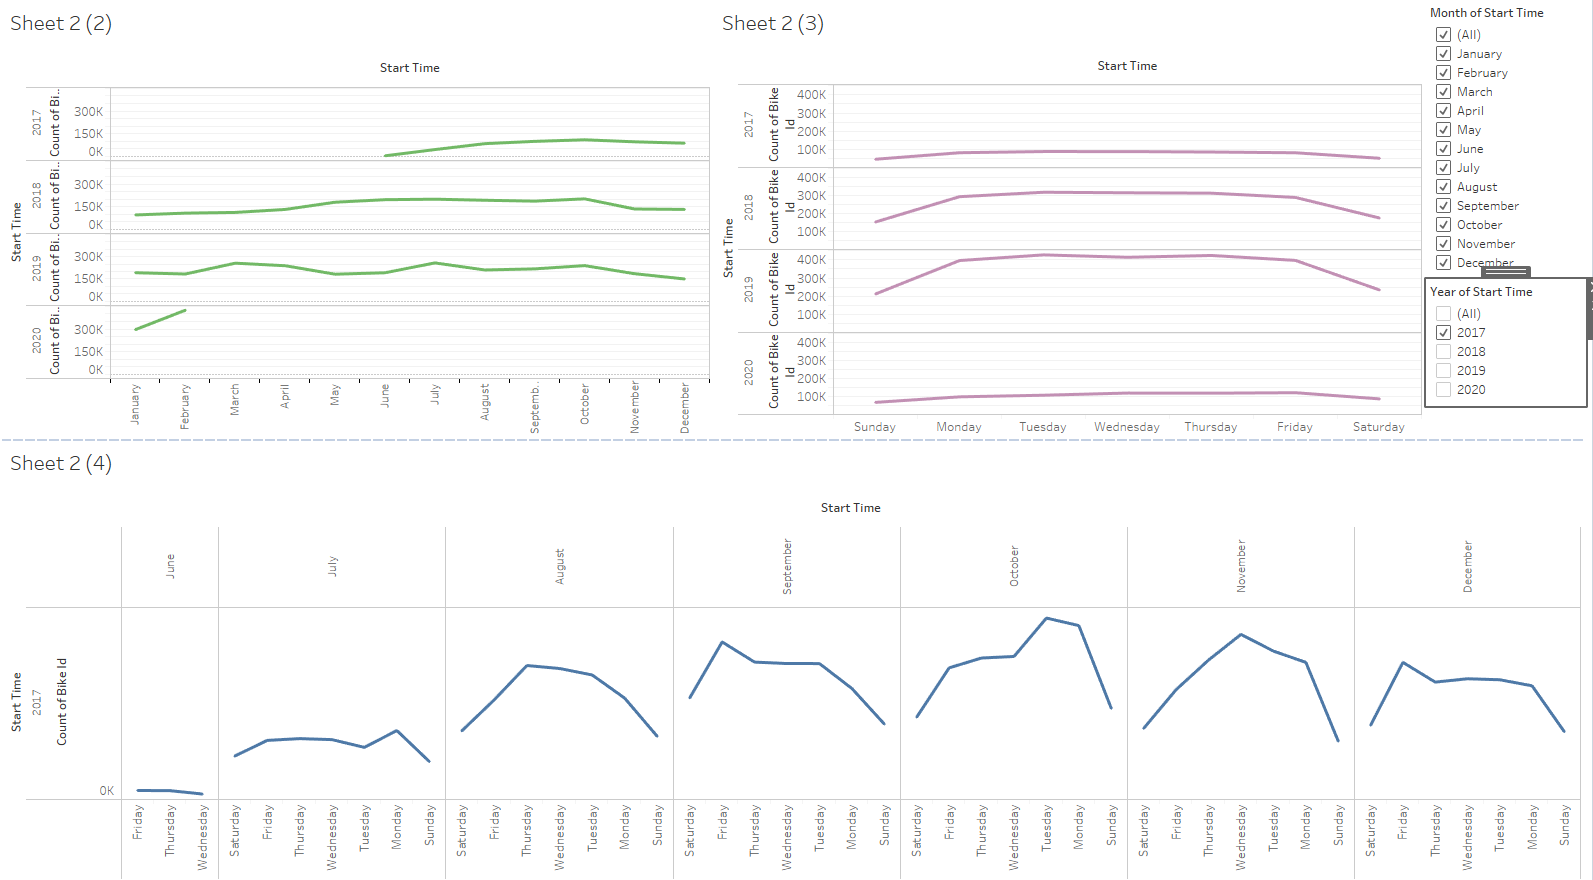 Sheet 2 (2)
Start Time
Start Time
2017
Count of Bi..
300K
150K
0K
2018
Count of Bi..
300K
150K
0K
2019
Count of Bi..
300K
150K
0K
2020
Count of Bi..
300K
150K
0K
January
February
March
April
May
June
July
August
Septemb..
October
November
December
Sheet 2 (3)
Start Time
Start Time
2017
Count of Bike
Id
400K
300K
200K
100K
2018
Count of Bike
Id
400K
300K
200K
100K
2019
Count of Bike
Id
400K
300K
200K
100K
2020
Count of Bike
Id
400K
300K
200K
100K
Sunday
Monday
Tuesday
Wednesday
Thursday
Friday
Saturday
Month of Start Time
(All)
January
February
March
April
May
June
July
August
September
October
November
December
Year of Start Time
(All)
2017
2018
2019
2020
Sheet 2 (4)
Start Time
June
July
August
September
October
November
December
Start Time
2017
Count of Bike Id
0K
Friday
Thursday
Wednesday
Saturday
Friday
Thursday
Wednesday
Tuesday
Monday
Sunday
Saturday
Friday
Thursday
Wednesday
Tuesday
Monday
Sunday
Saturday
Friday
Thursday
Wednesday
Tuesday
Monday
Sunday
Saturday
Friday
Thursday
Wednesday
Tuesday
Monday
Sunday
Saturday
Friday
Thursday
Wednesday
Tuesday
Monday
Sunday
Saturday
Friday
Thursday
Wednesday
Tuesday
Monday
Sunday